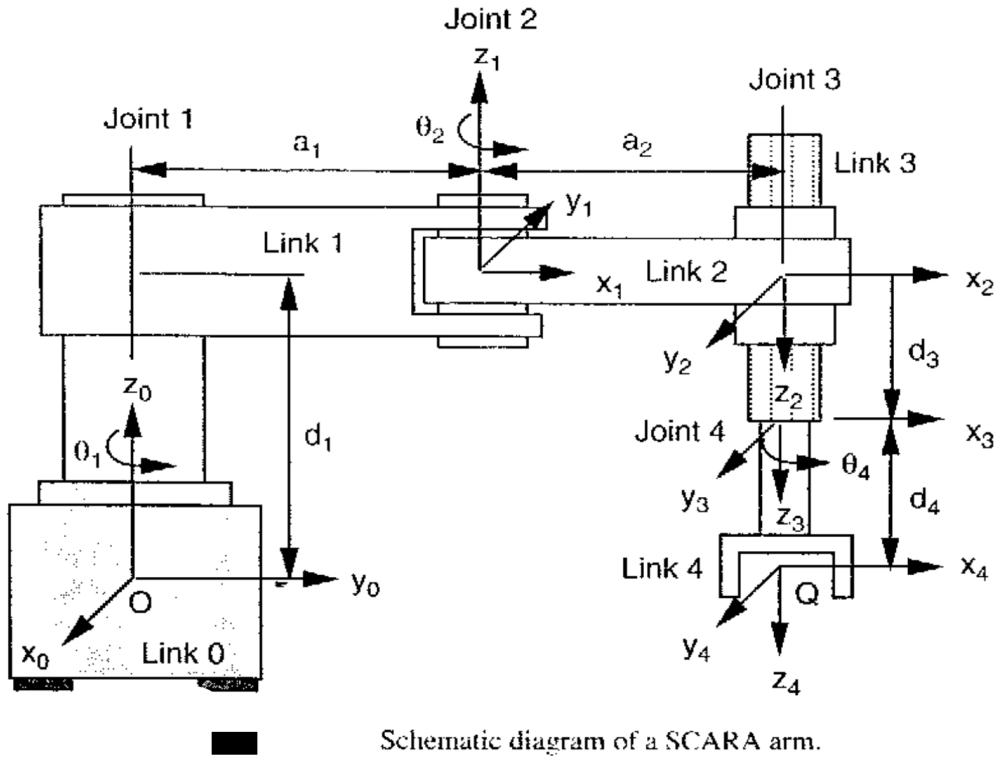 Joint 2
z1
Joint 3
Joint 1
θ2
a1
a2
Link 3
y1
Link 1
x1
Link 2
x2
y2
z2
d3
z0
d1
θ1
Joint 4
x3
θ4
y3
z3
d4
Link 4
x4
y0
O
Q
x0
Link 0
y4
z4
Schematic diagram of a SCARA arm.